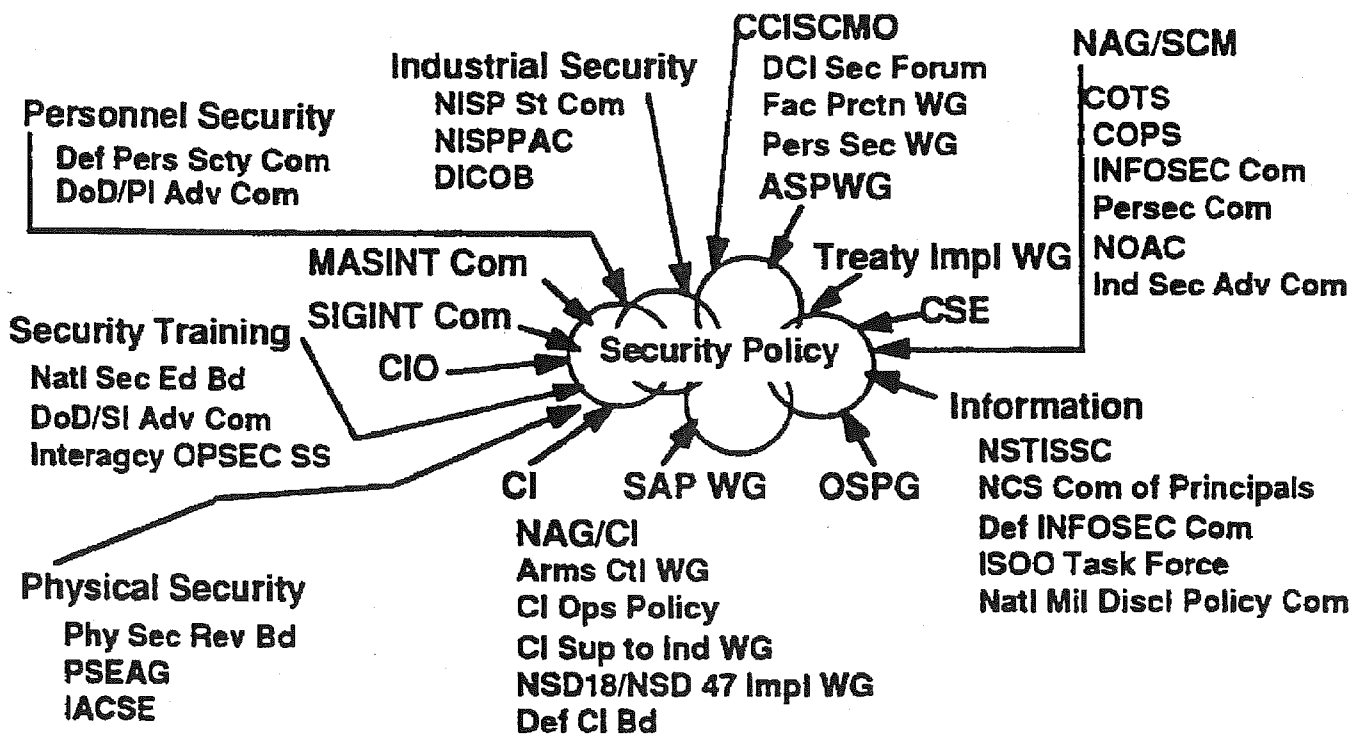 CCISCMO
DCI Sec Forum
Fac Prctn WG
Pers Sec WG
ASPWG
NAG/SCM
COTS
COPS
INFOSEC Com
Persec Com
NOAC
Ind Sec Adv Com
Industrial Security
NISP St Com
NISPPAC
DICOB
Personnel Security
Def Pers Scty Com
DoD/PI Adv Com
MASINT Com
SIGINT Com
CIO
Treaty Impl WG
CSE
Security Policy
Security Training
Natl Sec Ed Bd
DoD/SI Adv Com
Interagcy OPSEC SS
Information
NSTISSC
NCS Com of Principals
Def INFOSEC Com
ISOO Task Force
Natl Mil Discl Policy Com
CI
SAP WG
OSPG
NAG/CI
Arms Ctl WG
CI Ops Policy
CI Sup to Ind WG
NSD18/NSD 47 Impl WG
Def CI Bd
Physical Security
Phy Sec Rev Bd
PSEAG
IACSE